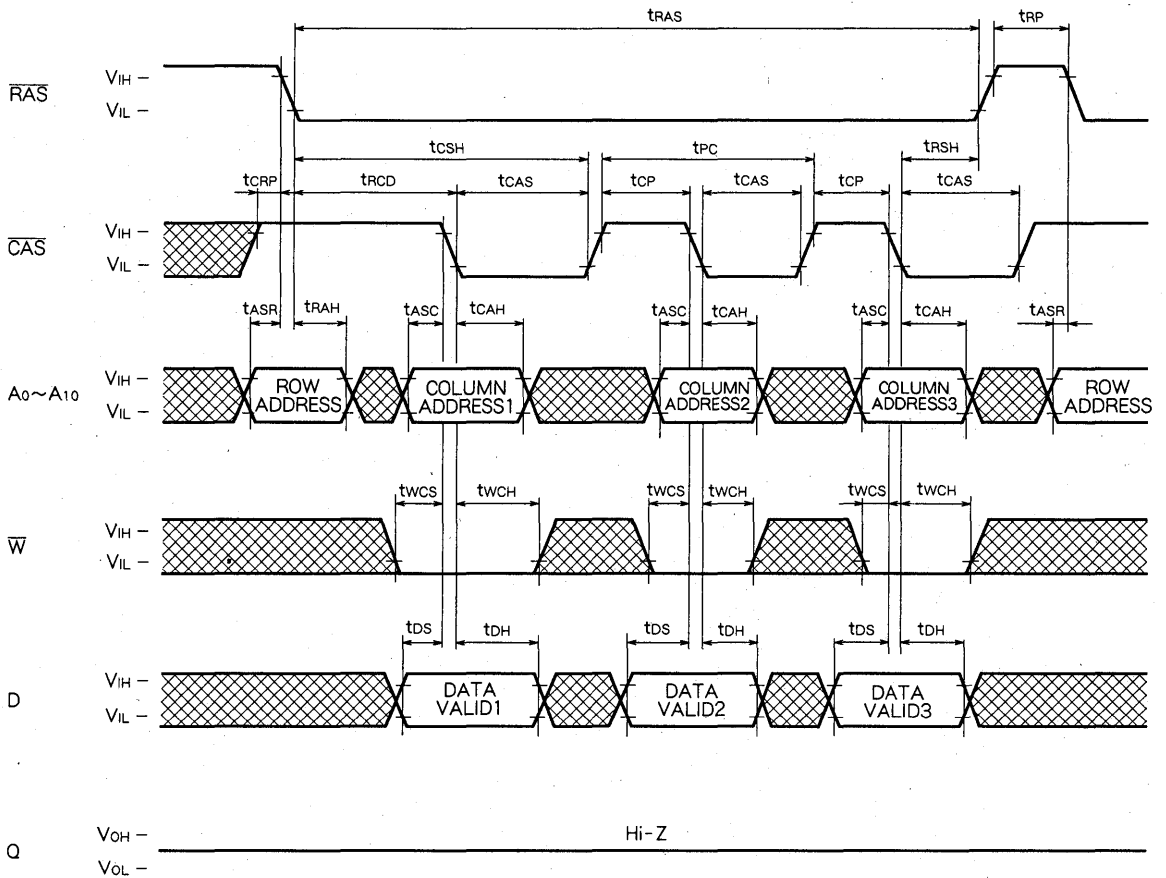 tRAS tRP
RAS
VIH –
VIL –
tCSH tPC tRSH
tCRP tRCD tCAS tCP tCAS tCP tCAS
CAS
VIH –
VIL –
tASR tRAH tASC tCAH tASC tCAH tASC tCAH tASR
A0~A10
VIH –
VIL –
ROW ADDRESS
COLUMN ADDRESS1
COLUMN ADDRESS2
COLUMN ADDRESS3
ROW ADDRESS
tWCS tWCH tWCS tWCH tWCS tWCH
W
VIH –
VIL –
tDS tDH tDS tDH tDS tDH
D
VIH –
VIL –
DATA VALID1
DATA VALID2
DATA VALID3
Q
VOH –
VOL –
Hi-Z